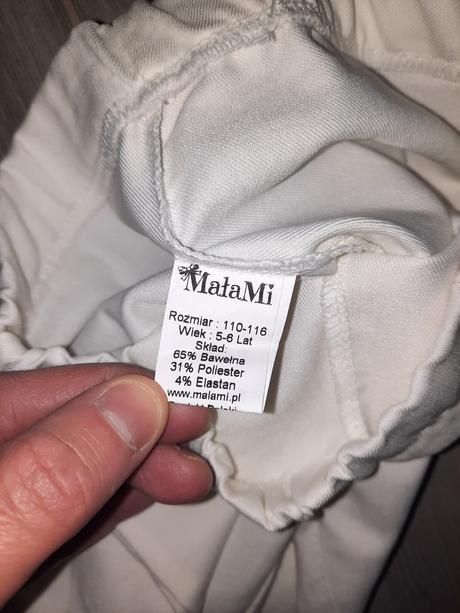 MałaMi
Rozmiar : 110-116
Wiek : 5-6 Lat
Skład:
65% Bawełna
31% Poliester
4% Elastan
www.malami.pl